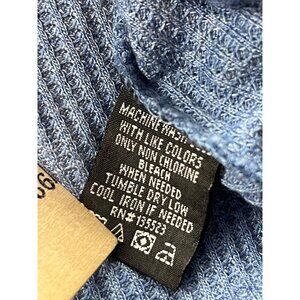 MACHINE WASH
WITH LIKE COLORS
ONLY NON CHLORINE
BLEACH
WHEN NEEDED
TUMBLE DRY LOW
COOL IRON IF NEEDED
RN# 135523